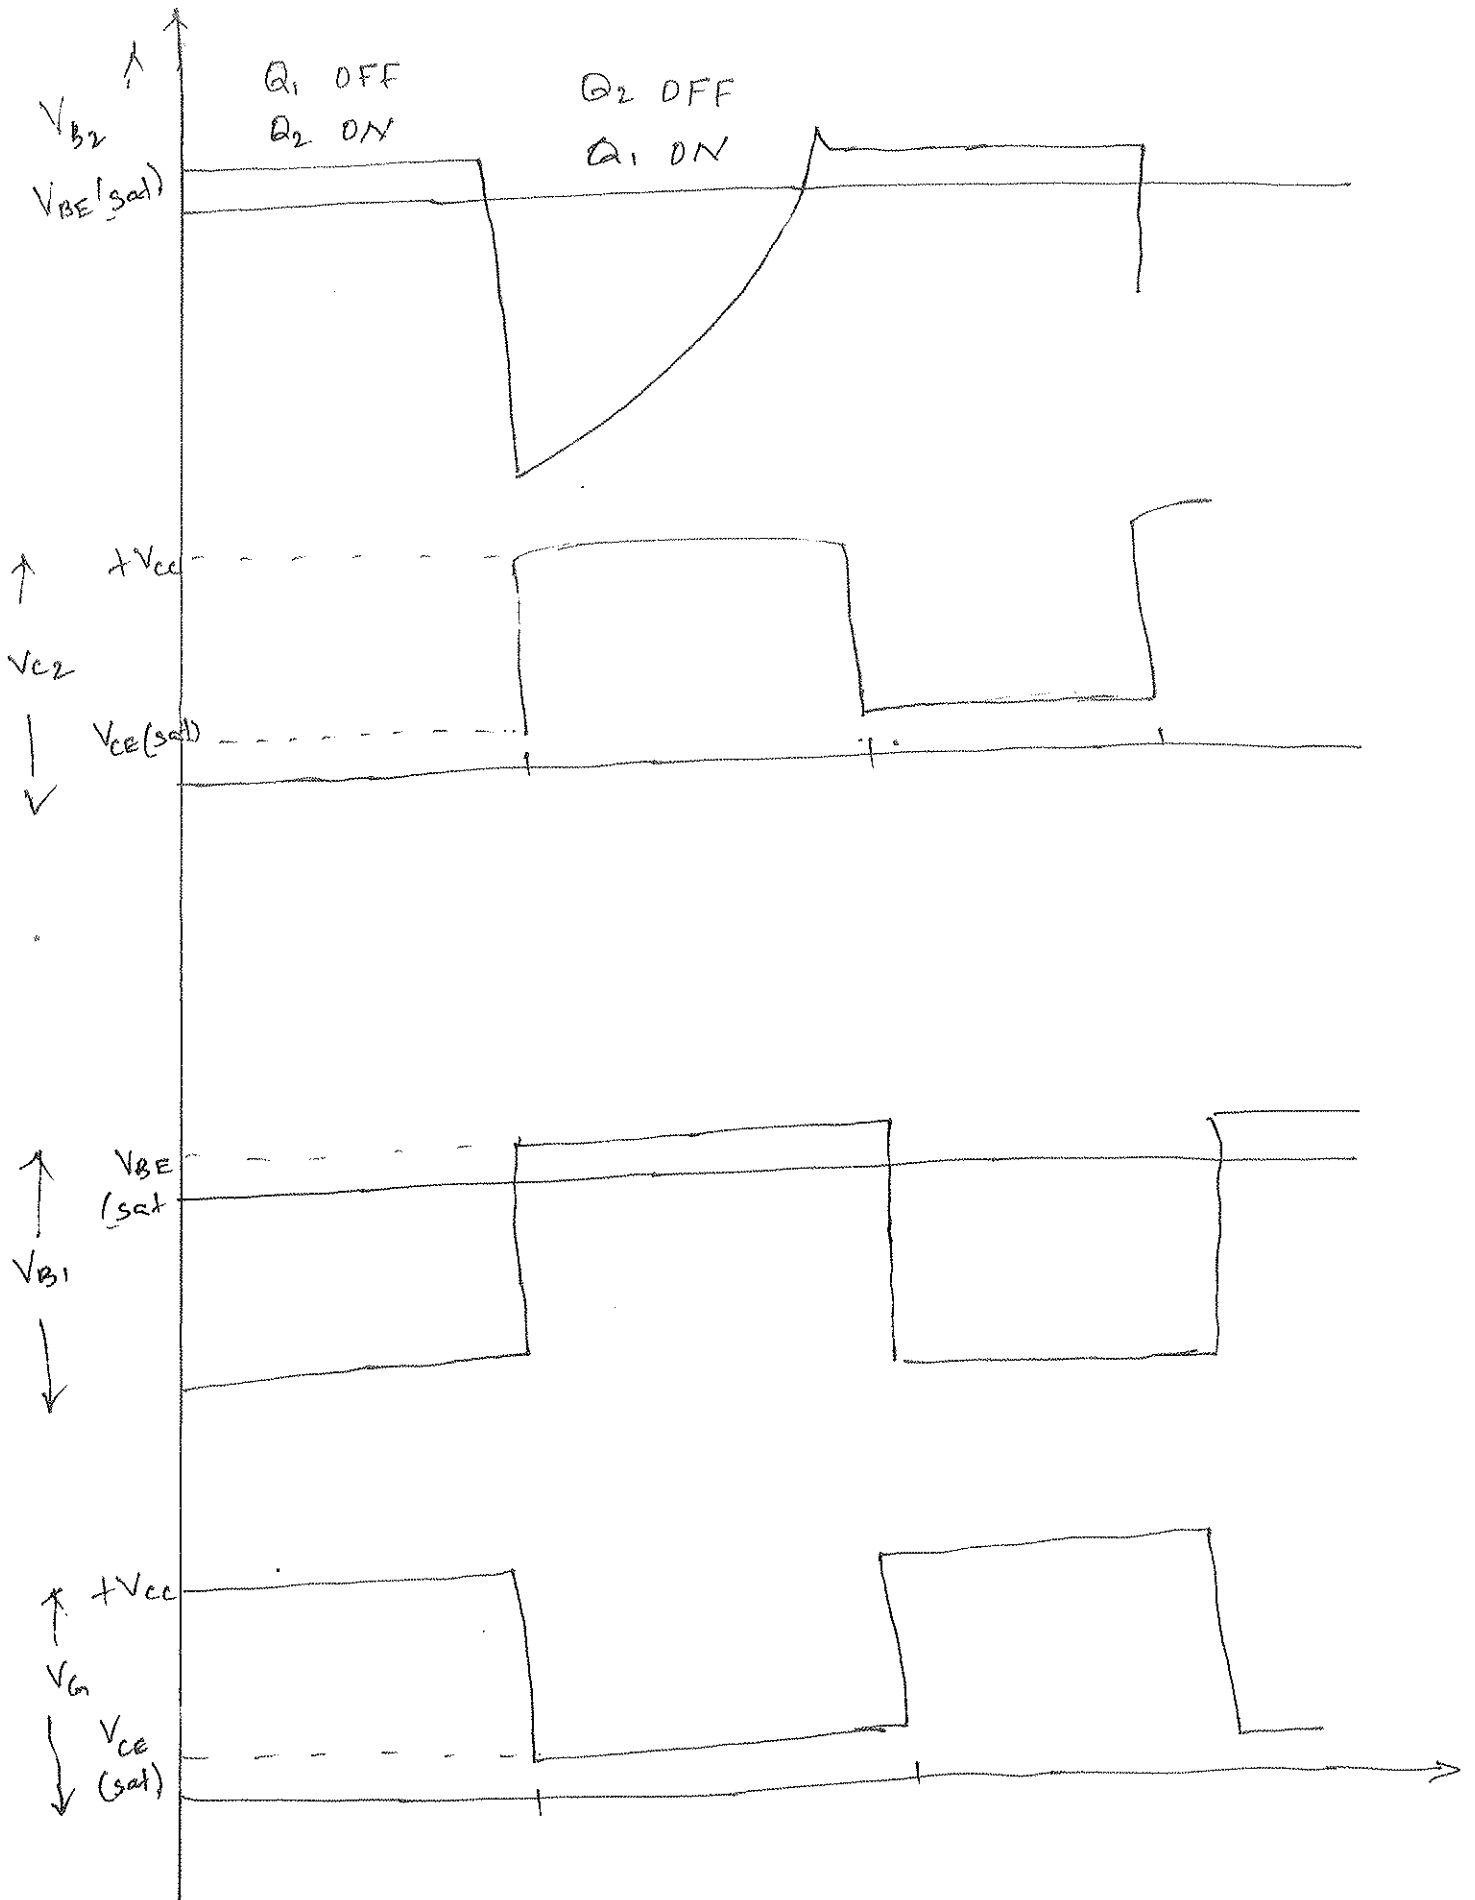 Q1 OFF
Q2 ON
Q2 OFF
Q1 ON
VB2
VBE(sat)
+Vcc
Vc2
VCE(sat)
VBE
(sat
VB1
+Vcc
VCE
(sat)